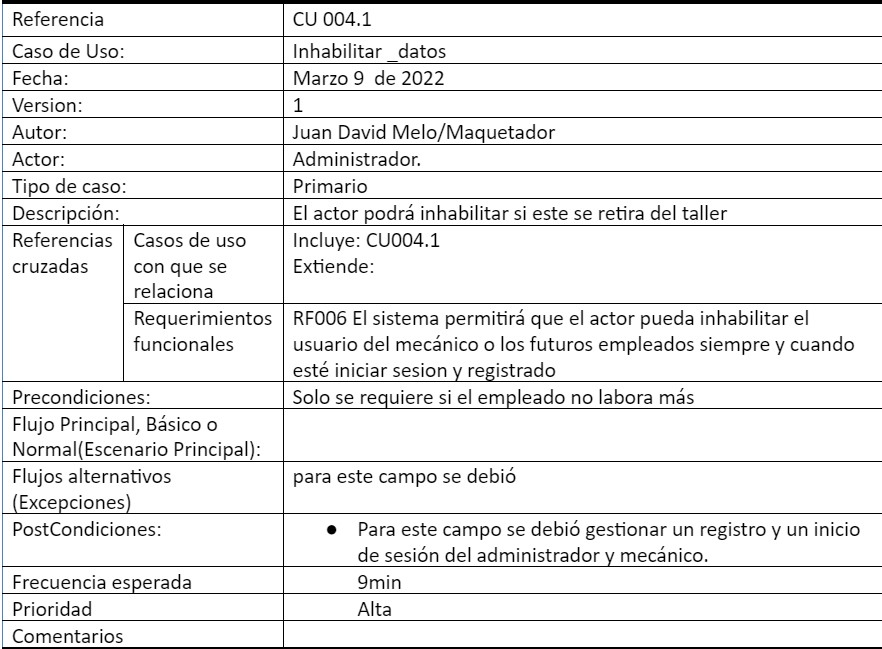 Referencia CU 004.1
Caso de Uso: Inhabilitar _datos
Fecha: Marzo 9 de 2022
Version: 1
Autor: Juan David Melo/Maquetador
Actor: Administrador.
Tipo de caso: Primario
Descripción: El actor podrá inhabilitar si este se retira del taller
Referencias cruzadas
Casos de uso con que se relaciona
Incluye: CU004.1
Extiende:
Requerimientos funcionales
RF006 El sistema permitirá que el actor pueda inhabilitar el
usuario del mecánico o los futuros empleados siempre y cuando
esté iniciar sesion y registrado
Precondiciones: Solo se requiere si el empleado no labora más
Flujo Principal, Básico o
Normal(Escenario Principal):
Flujos alternativos
(Excepciones)
para este campo se debió
PostCondiciones:
● Para este campo se debió gestionar un registro y un inicio
de sesión del administrador y mecánico.
Frecuencia esperada 9min
Prioridad Alta
Comentarios